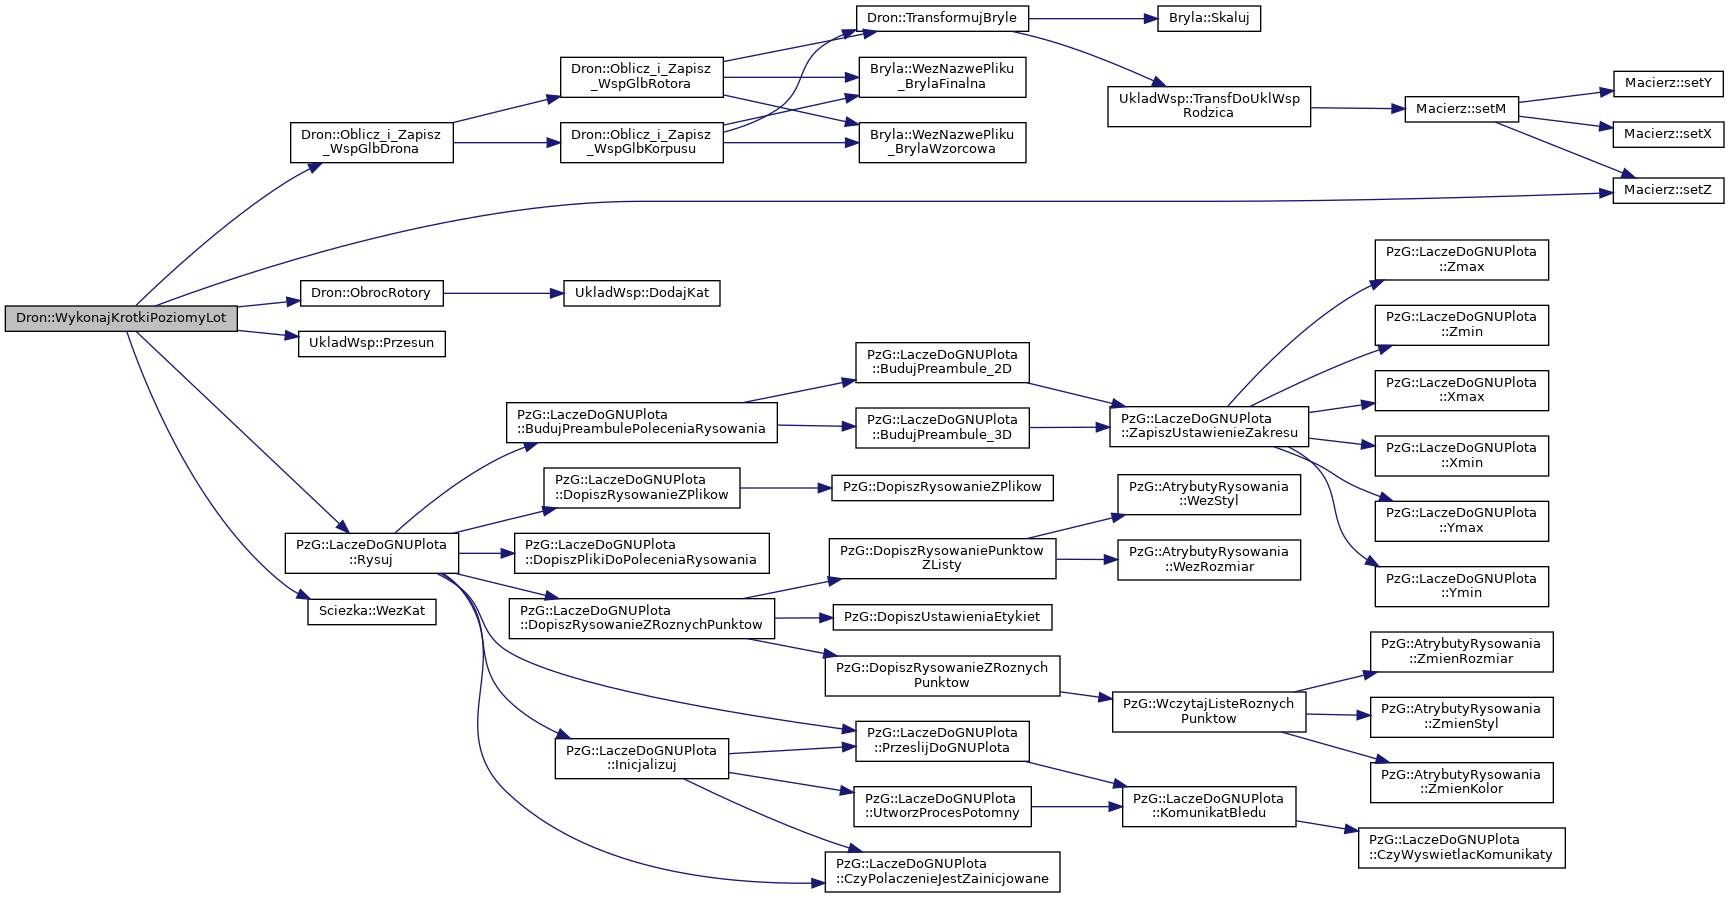 Dron::WykonajKrotkiPoziomyLot
Dron::Oblicz_i_Zapisz
_WspGlbDrona
Dron::ObrocRotory
UkladWsp::Przesun
PzG::LaczeDoGNUPlota
::Rysuj
Sciezka::WezKat
Dron::Oblicz_i_Zapisz
_WspGlbRotora
Dron::Oblicz_i_Zapisz
_WspGlbKorpusu
UkladWsp::DodajKat
PzG::LaczeDoGNUPlota
::BudujPreambulePoleceniaRysowania
PzG::LaczeDoGNUPlota
::DopiszRysowanieZPlikow
PzG::LaczeDoGNUPlota
::DopiszPlikiDoPoleceniaRysowania
PzG::LaczeDoGNUPlota
::DopiszRysowanieZRoznychPunktow
PzG::LaczeDoGNUPlota
::Inicjalizuj
Dron::TransformujBryle
Bryla::WezNazwePliku
_BrylaFinalna
Bryla::WezNazwePliku
_BrylaWzorcowa
PzG::LaczeDoGNUPlota
::BudujPreambule_2D
PzG::LaczeDoGNUPlota
::BudujPreambule_3D
PzG::DopiszRysowanieZPlikow
PzG::DopiszRysowaniePunktow
ZListy
PzG::DopiszUstawieniaEtykiet
PzG::DopiszRysowanieZRoznych
Punktow
PzG::LaczeDoGNUPlota
::PrzeslijDoGNUPlota
PzG::LaczeDoGNUPlota
::UtworzProcesPotomny
PzG::LaczeDoGNUPlota
::CzyPolaczenieJestZainicjowane
Bryla::Skaluj
UkladWsp::TransfDoUklWsp
Rodzica
PzG::LaczeDoGNUPlota
::ZapiszUstawienieZakresu
PzG::AtrybutyRysowania
::WezStyl
PzG::AtrybutyRysowania
::WezRozmiar
PzG::WczytajListeRoznych
Punktow
PzG::LaczeDoGNUPlota
::KomunikatBledu
Macierz::setM
PzG::LaczeDoGNUPlota
::Zmax
PzG::LaczeDoGNUPlota
::Zmin
PzG::LaczeDoGNUPlota
::Xmax
PzG::LaczeDoGNUPlota
::Xmin
PzG::LaczeDoGNUPlota
::Ymax
PzG::LaczeDoGNUPlota
::Ymin
PzG::AtrybutyRysowania
::ZmienRozmiar
PzG::AtrybutyRysowania
::ZmienStyl
PzG::AtrybutyRysowania
::ZmienKolor
PzG::LaczeDoGNUPlota
::CzyWyswietlacKomunikaty
Macierz::setY
Macierz::setX
Macierz::setZ